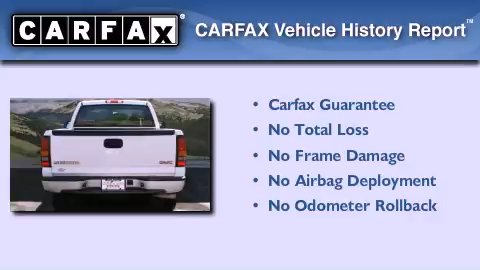 CARFAX®
CARFAX Vehicle History Report™
• Carfax Guarantee
• No Total Loss
• No Frame Damage
• No Airbag Deployment
• No Odometer Rollback
GMC